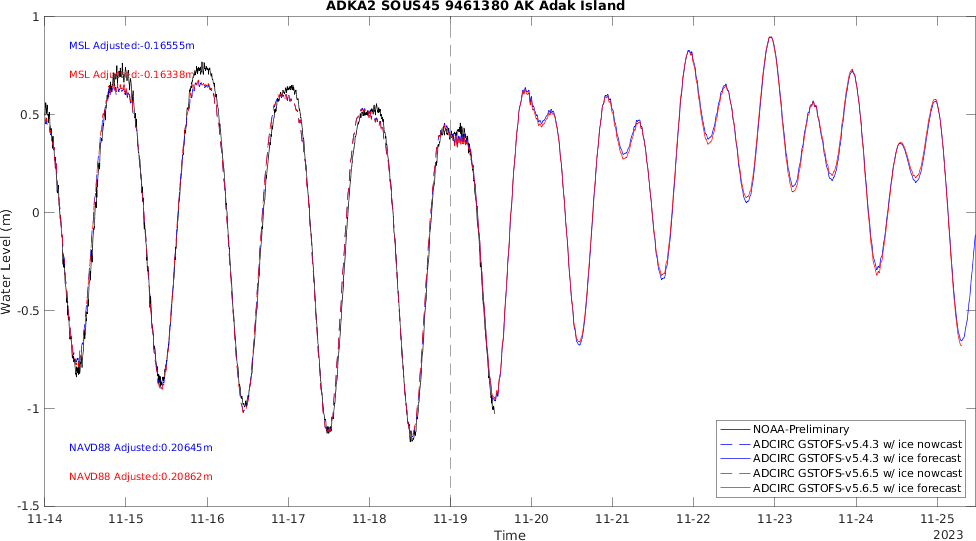 ADKA2 SOUS45 9461380 AK Adak Island
1
MSL Adjusted:-0.16555m
MSL Adjusted:-0.16338m
0.5
0
Water Level (m)
-0.5
-1
NAVD88 Adjusted:0.20645m
NAVD88 Adjusted:0.20862m
NOAA-Preliminary
ADCIRC GSTOFS-v5.4.3 w/ ice nowcast
ADCIRC GSTOFS-v5.4.3 w/ ice forecast
ADCIRC GSTOFS-v5.6.5 w/ ice nowcast
ADCIRC GSTOFS-v5.6.5 w/ ice forecast
-1.5
11-14 11-15 11-16 11-17 11-18 11-19 11-20 11-21 11-22 11-23 11-24 11-25
Time
2023